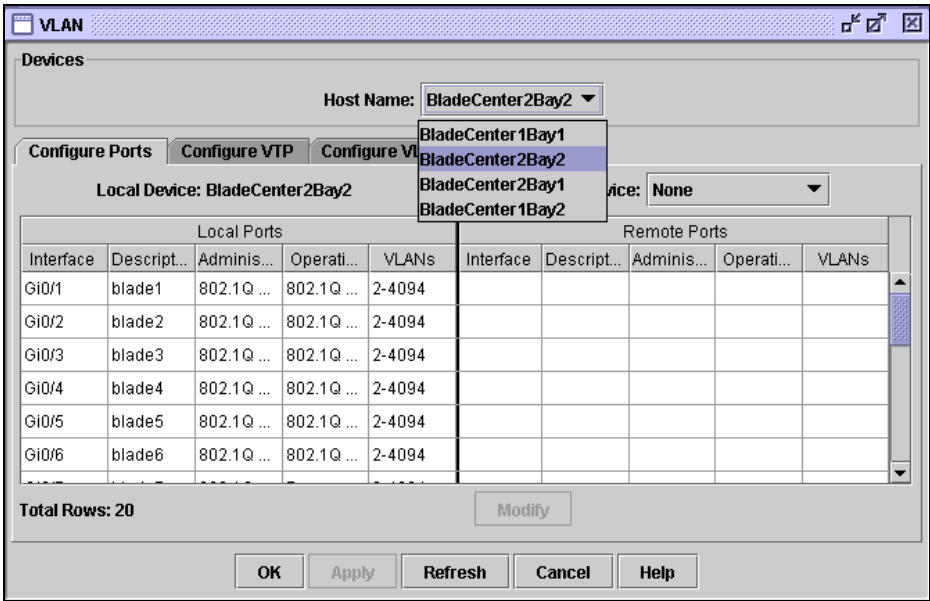 VLAN
Devices
Host Name: BladeCenter2Bay2
BladeCenter1Bay1
BladeCenter2Bay2
BladeCenter2Bay1
BladeCenter1Bay2
Configure Ports Configure VTP Configure VL
Local Device: BladeCenter2Bay2 vice: None
Local Ports Remote Ports
Interface Descript... Adminis... Operati... VLANs Interface Descript... Adminis... Operati... VLANs
Gi0/1 blade1 802.1Q ... 802.1Q ... 2-4094
Gi0/2 blade2 802.1Q ... 802.1Q ... 2-4094
Gi0/3 blade3 802.1Q ... 802.1Q ... 2-4094
Gi0/4 blade4 802.1Q ... 802.1Q ... 2-4094
Gi0/5 blade5 802.1Q ... 802.1Q ... 2-4094
Gi0/6 blade6 802.1Q ... 802.1Q ... 2-4094
Total Rows: 20 Modify
OK Apply Refresh Cancel Help